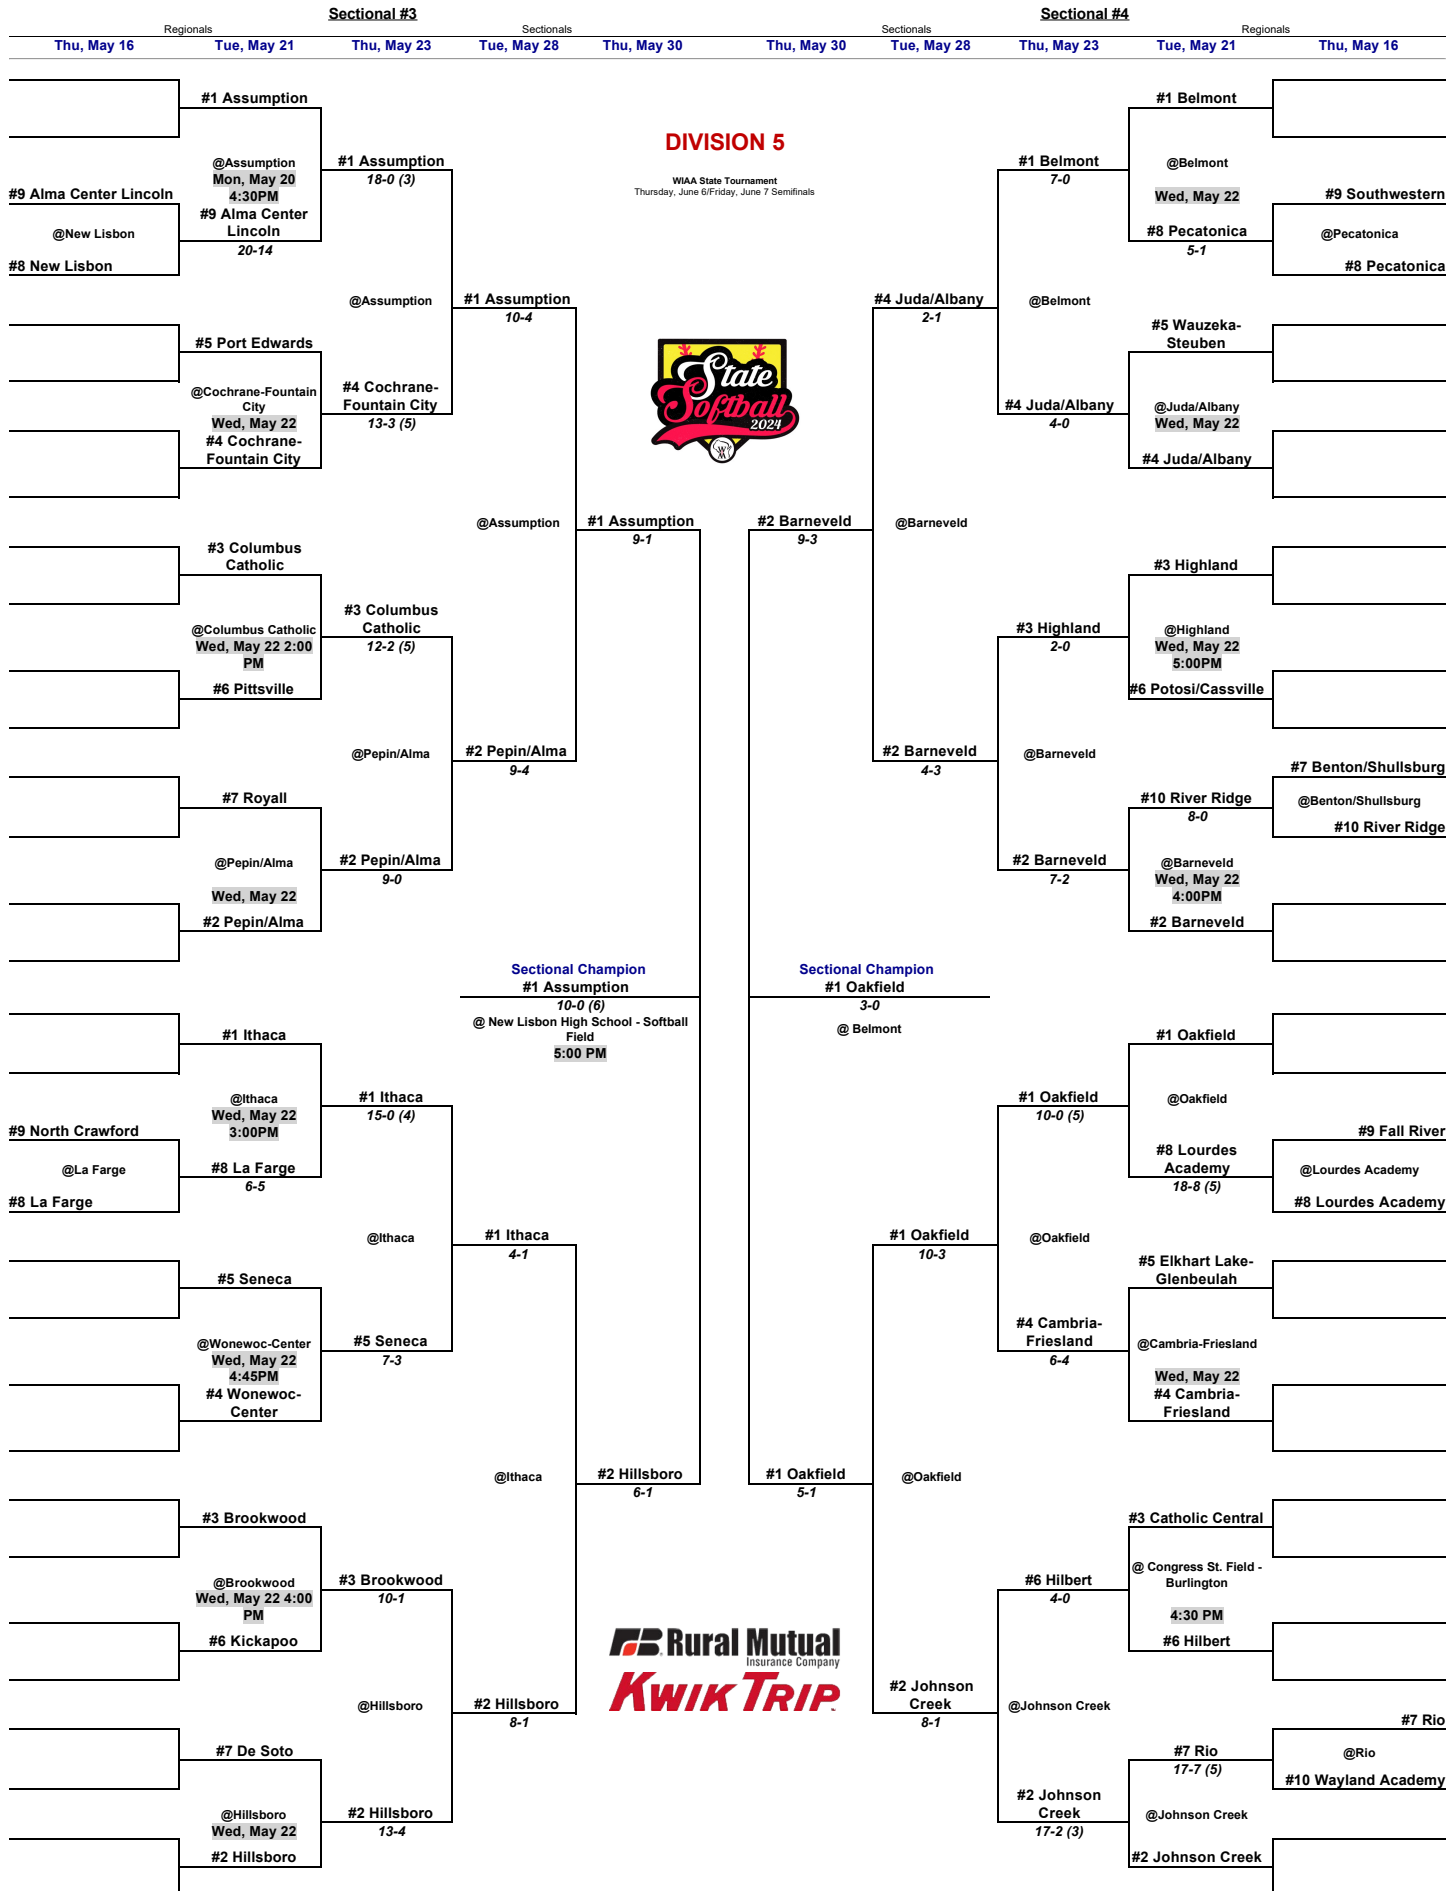 Sectional #3
Sectional #4
Regionals
Sectionals
Sectionals
Regionals
Thu, May 16
Tue, May 21
Thu, May 23
Tue, May 28
Thu, May 30
Thu, May 30
Tue, May 28
Thu, May 23
Tue, May 21
Thu, May 16
DIVISION 5
WIAA State Tournament
Thursday, June 6/Friday, June 7 Semifinals
State
Softball
2024
#1 Assumption
@Assumption
Mon, May 20
4:30PM
#9 Alma Center Lincoln
@New Lisbon
#8 New Lisbon
#9 Alma Center
Lincoln
20-14
#1 Assumption
18-0 (3)
@Assumption
#5 Port Edwards
@Cochrane-Fountain
City
Wed, May 22
#4 Cochrane-
Fountain City
#4 Cochrane-
Fountain City
13-3 (5)
#1 Assumption
10-4
@Assumption
#1 Assumption
9-1
#3 Columbus
Catholic
@Columbus Catholic
Wed, May 22 2:00
PM
#6 Pittsville
#3 Columbus
Catholic
12-2 (5)
@Pepin/Alma
#2 Pepin/Alma
9-4
#7 Royall
@Pepin/Alma
Wed, May 22
#2 Pepin/Alma
#2 Pepin/Alma
9-0
Sectional Champion
#1 Assumption
10-0 (6)
@ New Lisbon High School - Softball
Field
5:00 PM
#1 Ithaca
@Ithaca
Wed, May 22
3:00PM
#9 North Crawford
@La Farge
#8 La Farge
#8 La Farge
6-5
#1 Ithaca
15-0 (4)
@Ithaca
#1 Ithaca
4-1
#5 Seneca
@Wonewoc-Center
Wed, May 22
4:45PM
#4 Wonewoc-
Center
#5 Seneca
7-3
@Ithaca
#2 Hillsboro
6-1
#3 Brookwood
@Brookwood
Wed, May 22 4:00
PM
#6 Kickapoo
#3 Brookwood
10-1
@Hillsboro
#2 Hillsboro
8-1
#7 De Soto
@Hillsboro
Wed, May 22
#2 Hillsboro
#2 Hillsboro
13-4
#1 Belmont
@Belmont
Wed, May 22
#9 Southwestern
@Pecatonica
#8 Pecatonica
#8 Pecatonica
5-1
#1 Belmont
7-0
@Belmont
#4 Juda/Albany
2-1
#5 Wauzeka-
Steuben
@Juda/Albany
Wed, May 22
#4 Juda/Albany
#4 Juda/Albany
4-0
@Barneveld
#2 Barneveld
9-3
#3 Highland
@Highland
Wed, May 22
5:00PM
#6 Potosi/Cassville
#3 Highland
2-0
@Barneveld
#2 Barneveld
4-3
#7 Benton/Shullsburg
@Benton/Shullsburg
#10 River Ridge
#10 River Ridge
8-0
@Barneveld
Wed, May 22
4:00PM
#2 Barneveld
#2 Barneveld
7-2
Sectional Champion
#1 Oakfield
3-0
@ Belmont
#1 Oakfield
@Oakfield
#9 Fall River
@Lourdes Academy
#8 Lourdes Academy
#8 Lourdes
Academy
18-8 (5)
#1 Oakfield
10-0 (5)
@Oakfield
#1 Oakfield
10-3
#5 Elkhart Lake-
Glenbeulah
@Cambria-Friesland
Wed, May 22
#4 Cambria-
Friesland
#4 Cambria-
Friesland
6-4
@Oakfield
#1 Oakfield
5-1
#3 Catholic Central
@ Congress St. Field -
Burlington
4:30 PM
#6 Hilbert
#6 Hilbert
4-0
@Johnson Creek
#2 Johnson
Creek
8-1
#7 Rio
@Rio
#10 Wayland Academy
#7 Rio
17-7 (5)
@Johnson Creek
#2 Johnson Creek
#2 Johnson
Creek
17-2 (3)
Rural Mutual
Insurance Company
KWIK TRIP